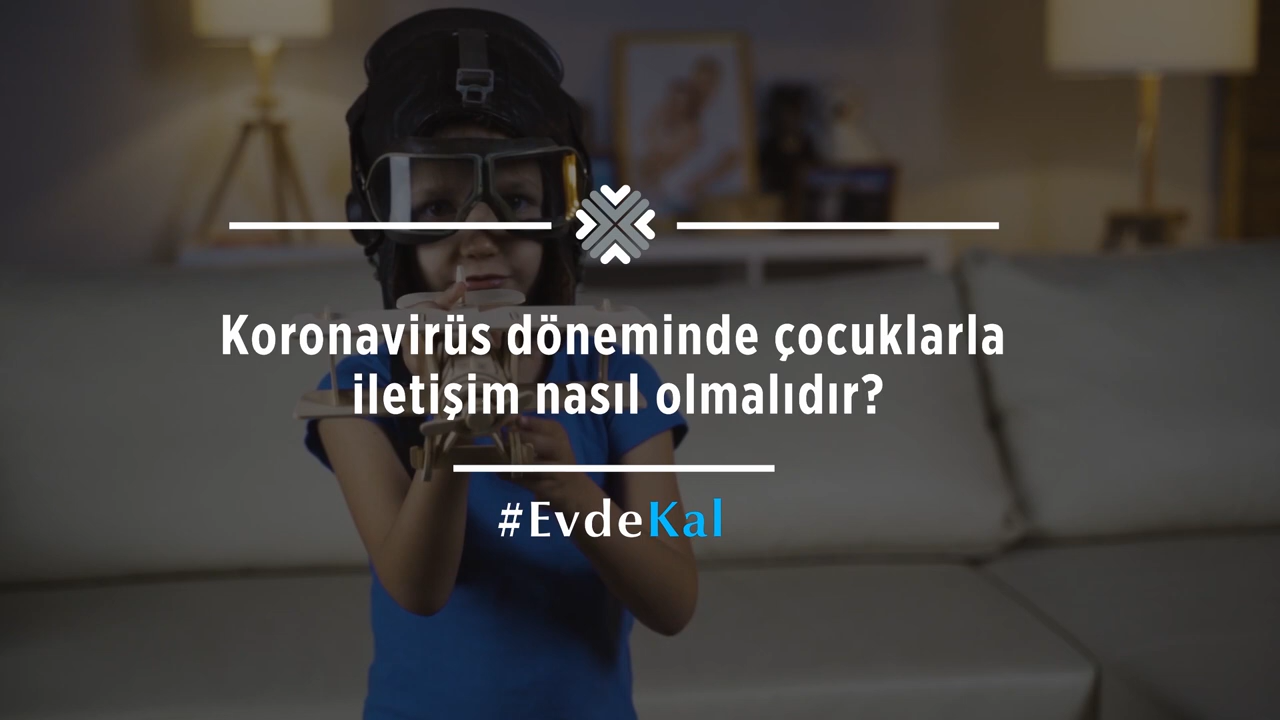 Koronavirüs döneminde çocuklarla
iletişim nasıl olmalıdır?
#EvdeKal